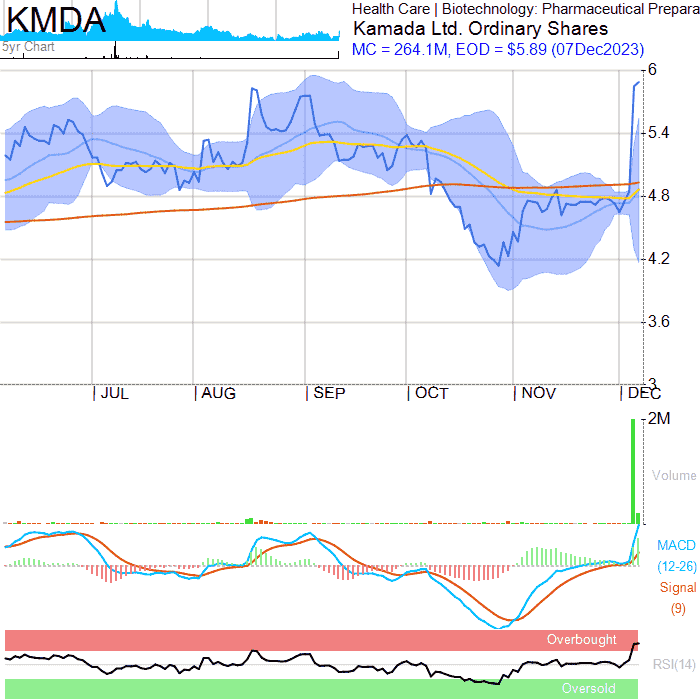 KMDA
5yr Chart
Health Care | Biotechnology: Pharmaceutical Prepara
Kamada Ltd. Ordinary Shares
MC = 264.1M, EOD = $5.89 (07Dec2023)
6
5.4
4.8
4.2
3.6
3
JUL AUG SEP OCT NOV DEC
2M
Volume
MACD
(12-26)
Signal
(9)
Overbought
RSI(14)
Oversold